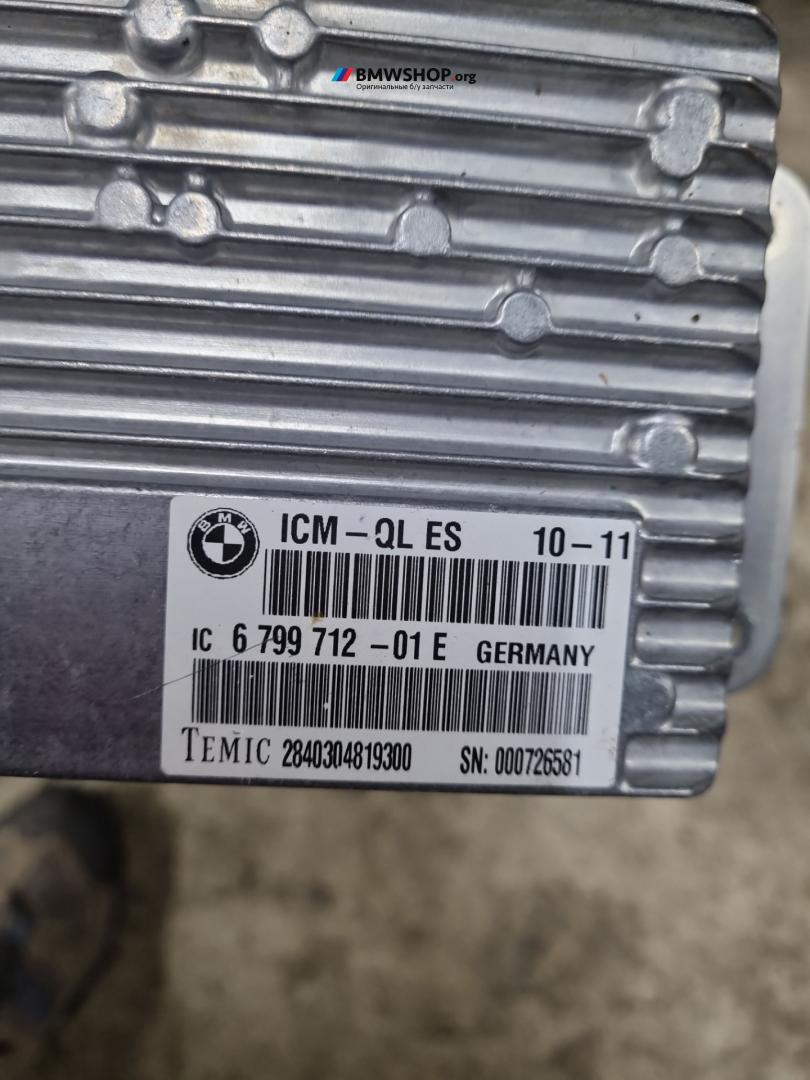 BMWSHOP.org
Оригинальные б/у запчасти
BMW
ICM-QL ES 10-11
IC 6 799 712 -01 E GERMANY
TEMIC 2840304819300 SN: 000726581